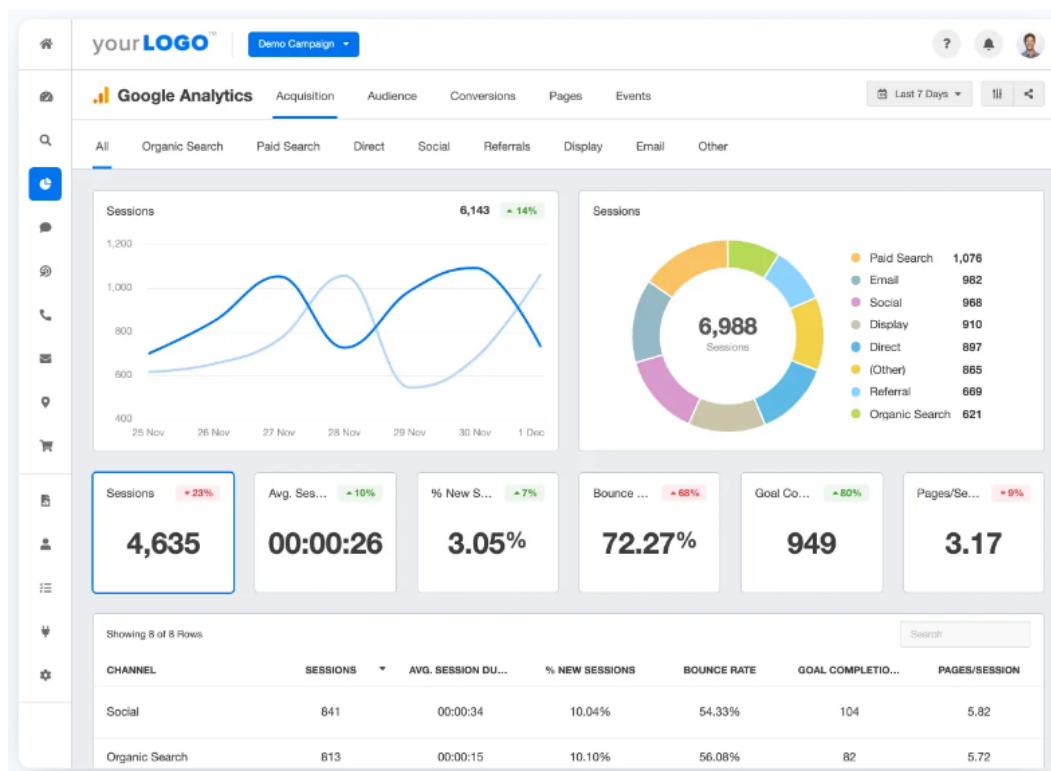 yourLOGO™ Demo Campaign ?
Google Analytics Acquisition Audience Conversions Pages Events Last 7 Days
All Organic Search Paid Search Direct Social Referrals Display Email Other
Sessions 6,143 14%
1,200
1,000
800
600
400
25 Nov 26 Nov 27 Nov 28 Nov 29 Nov 30 Nov 1 Dec
Sessions
6,988
Sessions
Paid Search 1,076
Email 982
Social 968
Display 910
Direct 897
(Other) 865
Referral 669
Organic Search 621
Sessions 23%
4,635
Avg. Ses... 10%
00:00:26
% New S... 7%
3.05%
Bounce ... 68%
72.27%
Goal Co... 80%
949
Pages/Se... 9%
3.17
Showing 8 of 8 Rows Search
CHANNEL SESSIONS AVG. SESSION DU... % NEW SESSIONS BOUNCE RATE GOAL COMPLETIO... PAGES/SESSION
Social 841 00:00:34 10.04% 54.33% 104 5.82
Organic Search 813 00:00:15 10.10% 56.08% 82 5.72